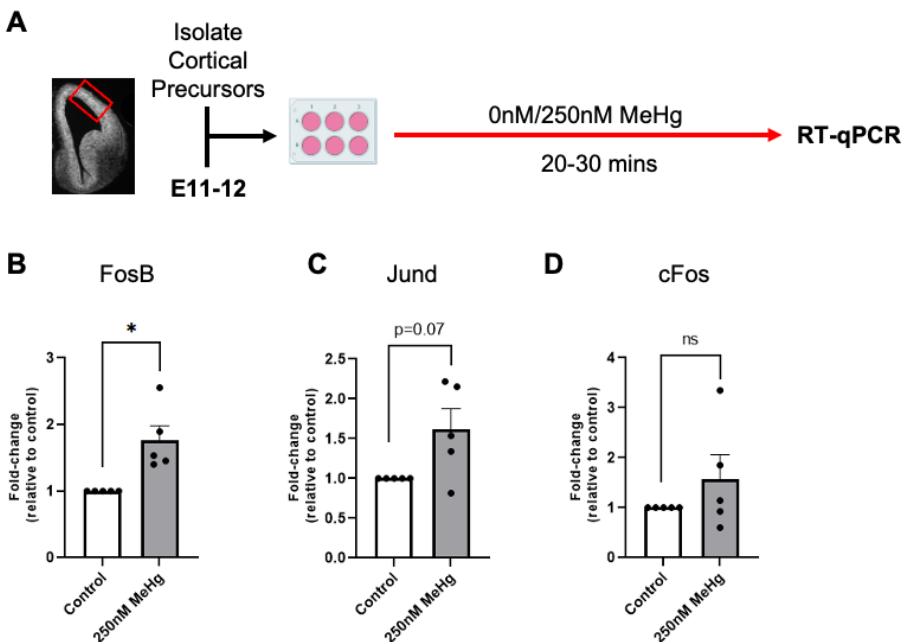 A
Isolate
Cortical
Precursors
E11-12
0nM/250nM MeHg
20-30 mins
RT-qPCR
B
FosB
*
Fold-change
(relative to control)
3
2
1
0
Control
250nM MeHg
C
Jund
p=0.07
Fold-change
(relative to control)
2.5
2.0
1.5
1.0
0.5
0.0
Control
250nM MeHg
D
cFos
ns
Fold-change
(relative to control)
4
3
2
1
0
Control
250nM MeHg